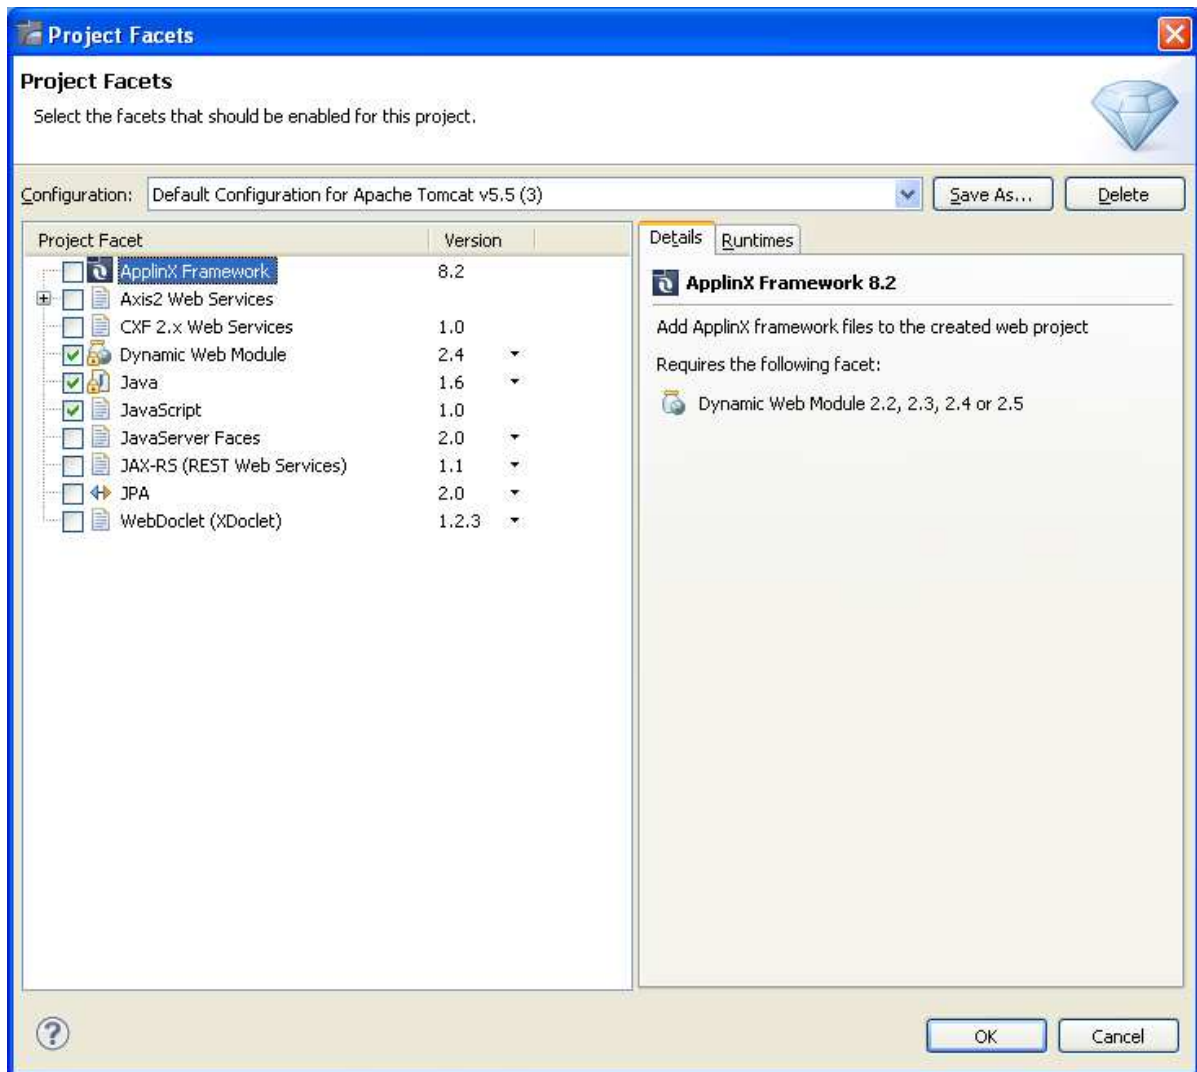 Project Facets
Project Facets
Select the facets that should be enabled for this project.
Configuration: Default Configuration for Apache Tomcat v5.5 (3) Save As... Delete
Project Facet Version
ApplinX Framework 8.2
Axis2 Web Services
CXF 2.x Web Services 1.0
Dynamic Web Module 2.4
Java 1.6
JavaScript 1.0
JavaServer Faces 2.0
JAX-RS (REST Web Services) 1.1
JPA 2.0
WebDoclet (XDoclet) 1.2.3
Details Runtimes
ApplinX Framework 8.2
Add ApplinX framework files to the created web project
Requires the following facet:
Dynamic Web Module 2.2, 2.3, 2.4 or 2.5
OK Cancel